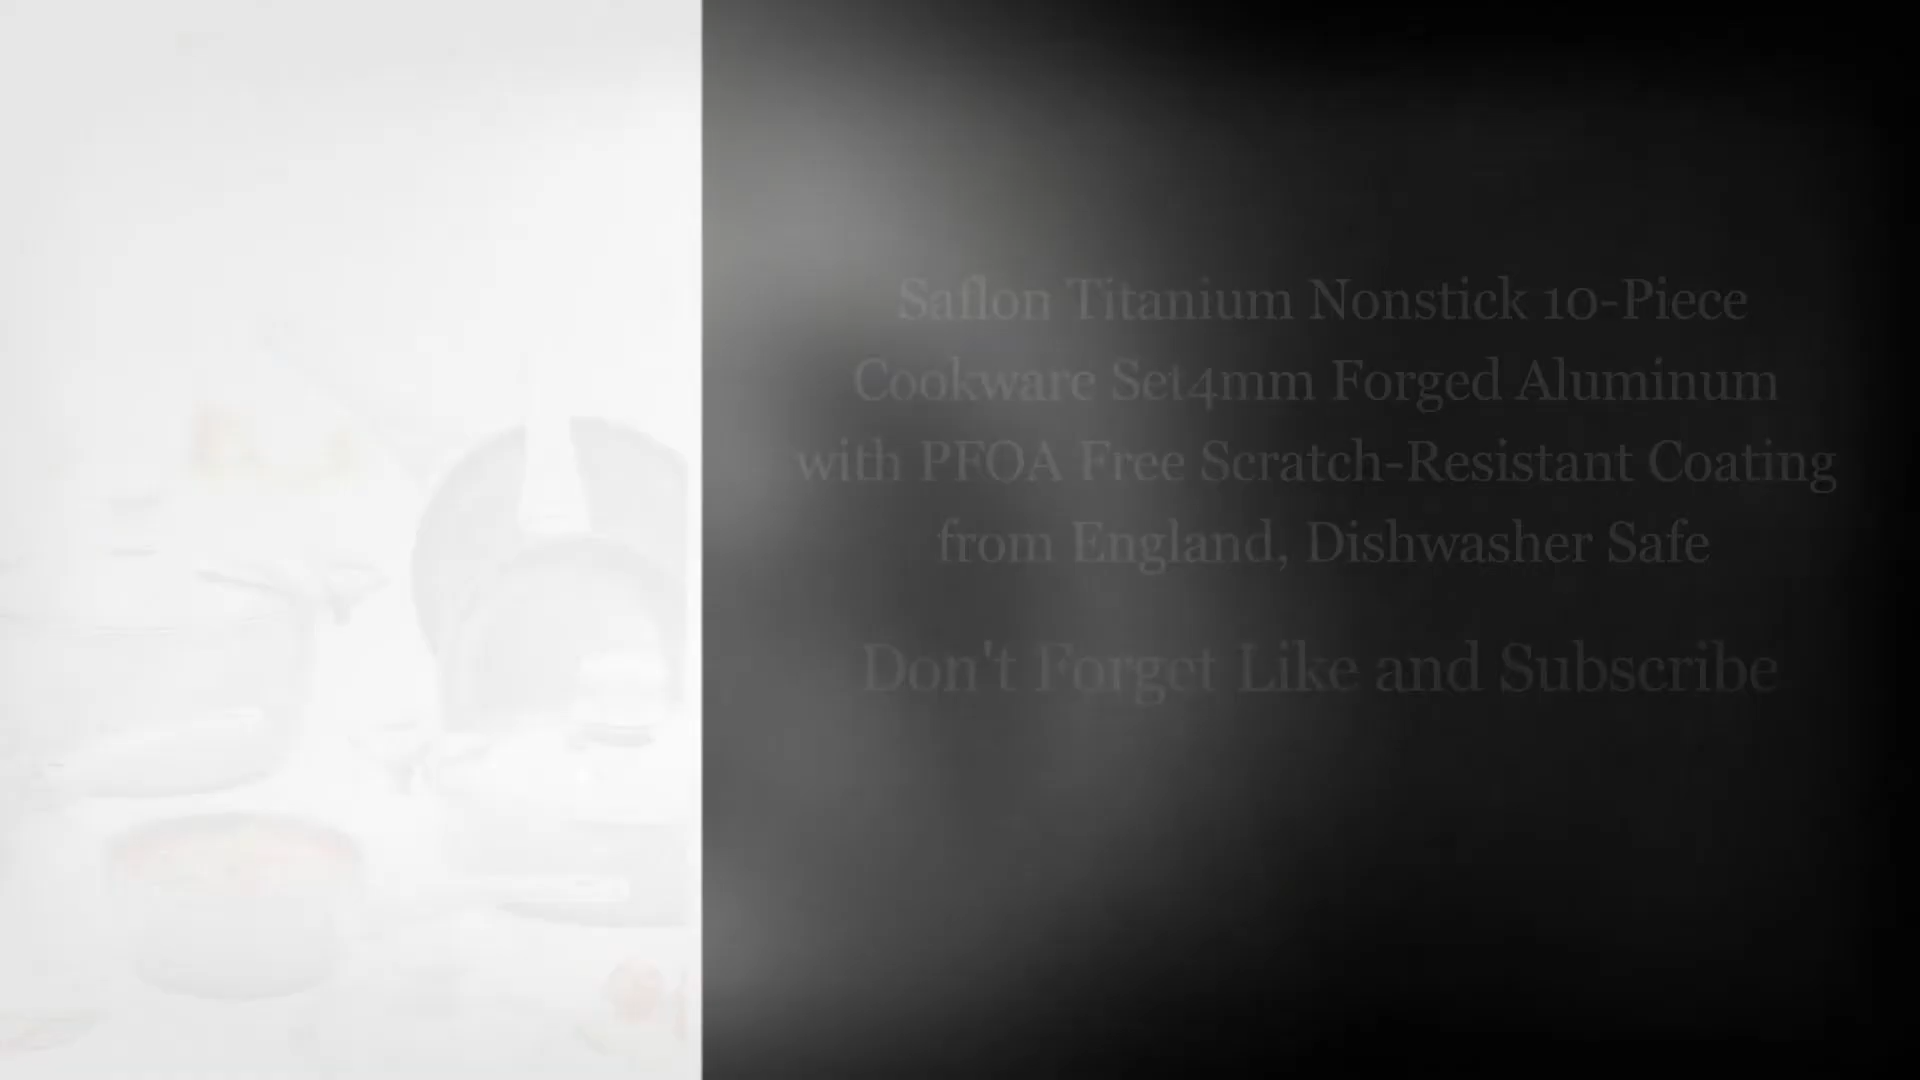 Saflon Titanium Nonstick 10-Piece
Cookware Set4mm Forged Aluminum
with PFOA Free Scratch-Resistant Coating
from England, Dishwasher Safe
Don't Forget Like and Subscribe